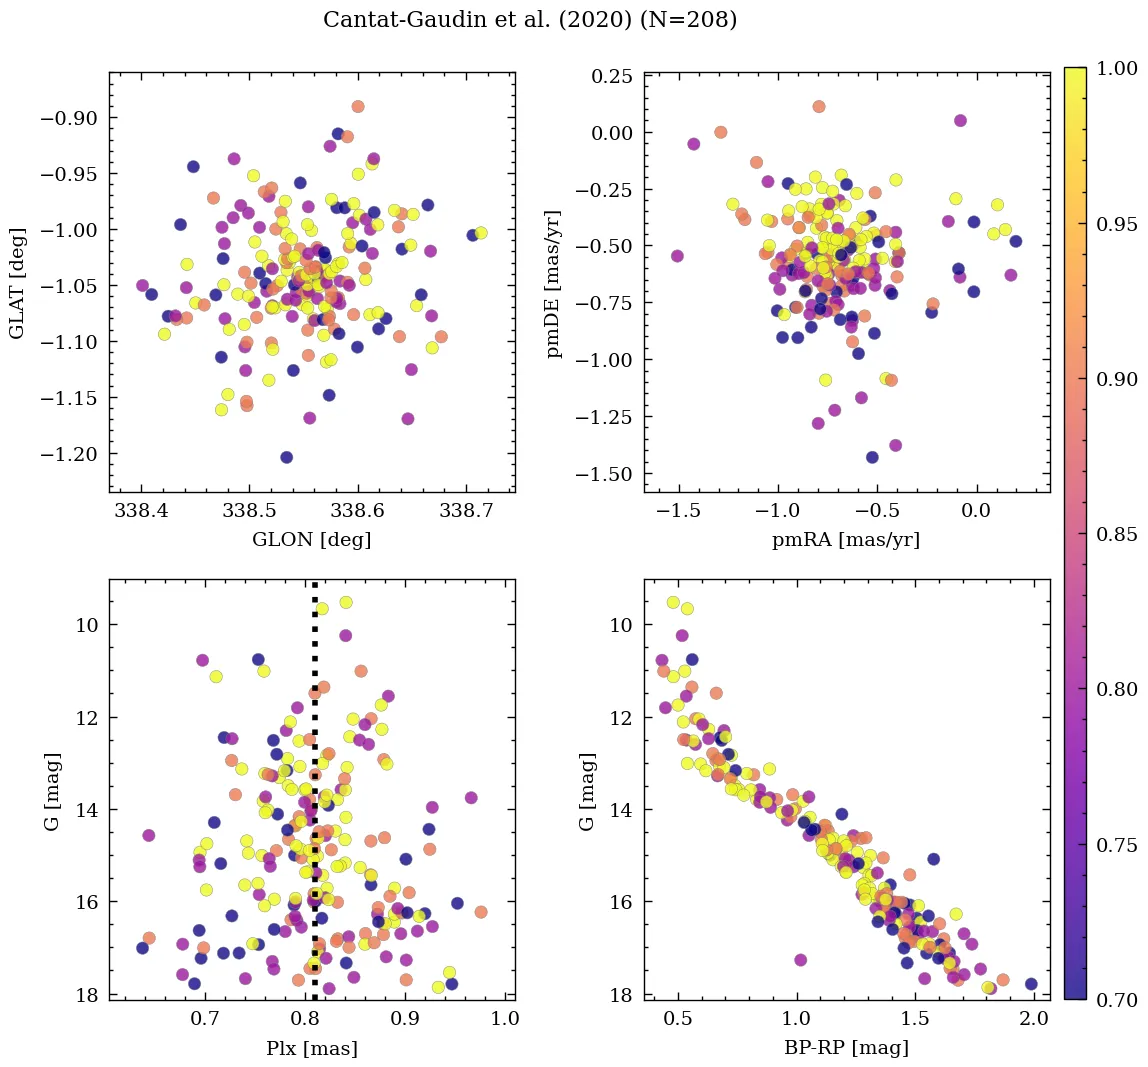 Cantat-Gaudin et al. (2020) (N=208)
−0.90
−0.95
−1.00
−1.05
−1.10
−1.15
−1.20
GLAT [deg]
338.4 338.5 338.6 338.7
GLON [deg]
0.25
0.00
−0.25
−0.50
−0.75
−1.00
−1.25
−1.50
pmDE [mas/yr]
−1.5 −1.0 −0.5 0.0
pmRA [mas/yr]
10
12
14
16
18
G [mag]
0.7 0.8 0.9 1.0
Plx [mas]
10
12
14
16
18
G [mag]
0.5 1.0 1.5 2.0
BP-RP [mag]
1.00
0.95
0.90
0.85
0.80
0.75
0.70